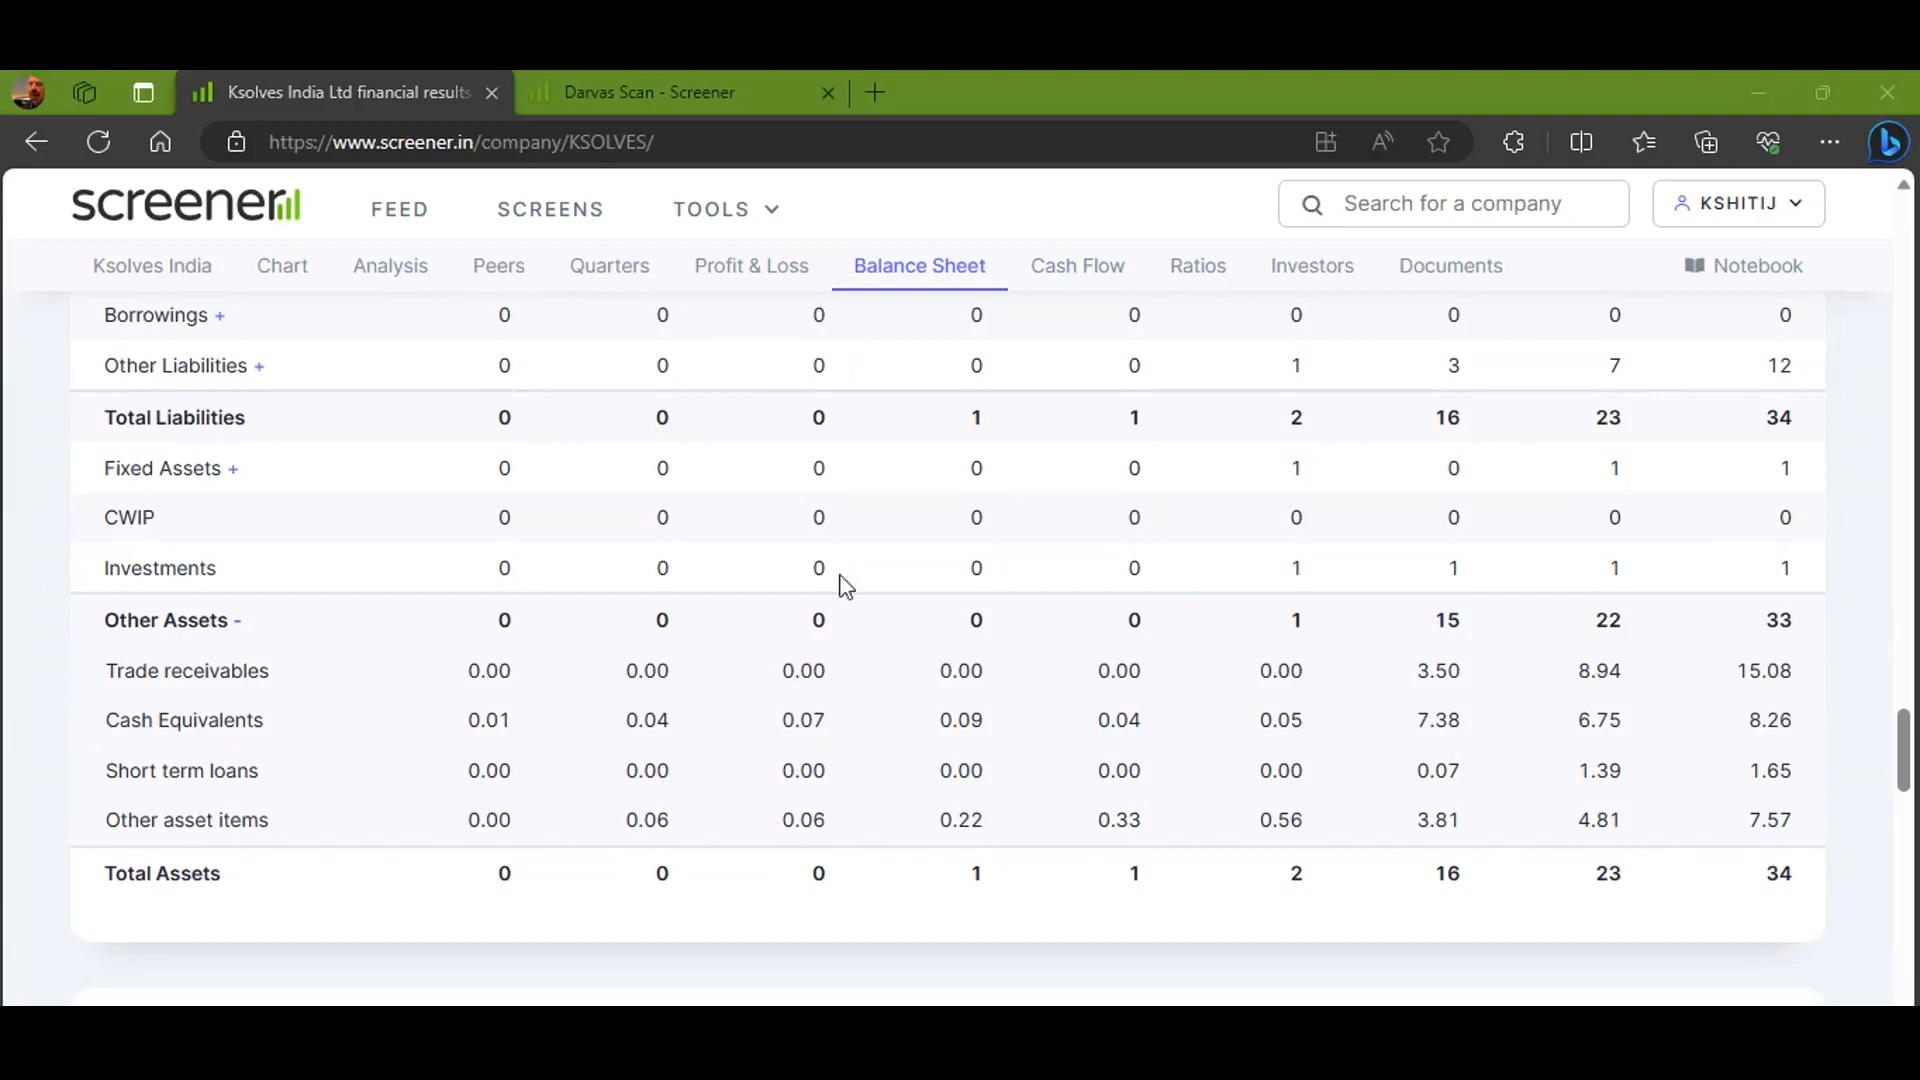 Ksolves India Ltd financial results
Darvas Scan - Screener
https://www.screener.in/company/KSOLVES/
screener
FEED SCREENS TOOLS
Search for a company
KSHITIJ
Ksolves India Chart Analysis Peers Quarters Profit & Loss Balance Sheet Cash Flow Ratios Investors Documents Notebook
Borrowings + 0 0 0 0 0 0 0 0 0
Other Liabilities + 0 0 0 0 0 1 3 7 12
Total Liabilities 0 0 0 1 1 2 16 23 34
Fixed Assets + 0 0 0 0 0 1 0 1 1
CWIP 0 0 0 0 0 0 0 0 0
Investments 0 0 0 0 0 1 1 1 1
Other Assets - 0 0 0 0 0 1 15 22 33
Trade receivables 0.00 0.00 0.00 0.00 0.00 0.00 3.50 8.94 15.08
Cash Equivalents 0.01 0.04 0.07 0.09 0.04 0.05 7.38 6.75 8.26
Short term loans 0.00 0.00 0.00 0.00 0.00 0.00 0.07 1.39 1.65
Other asset items 0.00 0.06 0.06 0.22 0.33 0.56 3.81 4.81 7.57
Total Assets 0 0 0 1 1 2 16 23 34